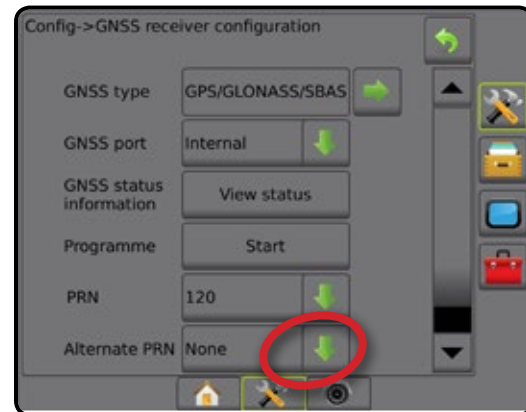 Config->GNSS receiver configuration
GNSS type GPS/GLONASS/SBAS
GNSS port Internal
GNSS status
information View status
Programme Start
PRN 120
Alternate PRN None